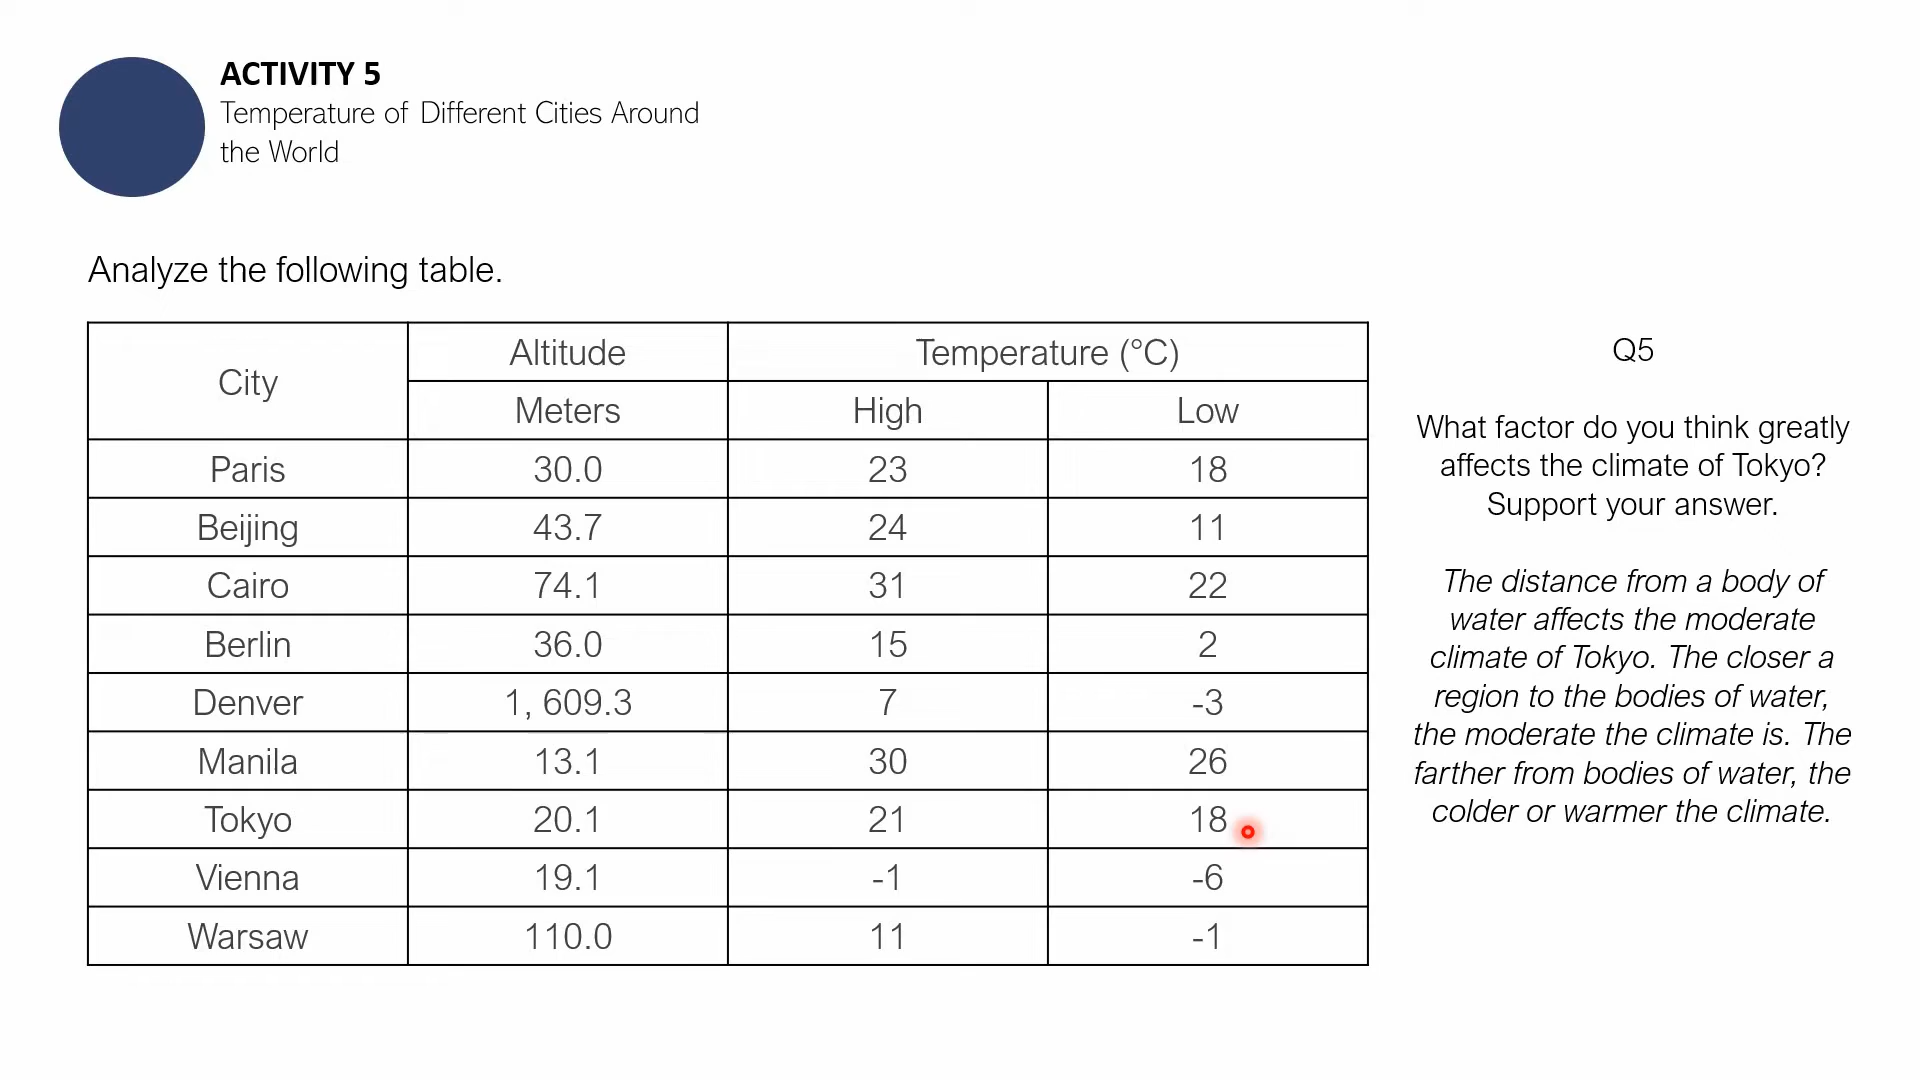 ACTIVITY 5
Temperature of Different Cities Around
the World
Analyze the following table.
City Altitude Temperature (°C)
Meters High Low
Paris 30.0 23 18
Beijing 43.7 24 11
Cairo 74.1 31 22
Berlin 36.0 15 2
Denver 1, 609.3 7 -3
Manila 13.1 30 26
Tokyo 20.1 21 18
Vienna 19.1 -1 -6
Warsaw 110.0 11 -1
Q5
What factor do you think greatly
affects the climate of Tokyo?
Support your answer.
The distance from a body of
water affects the moderate
climate of Tokyo. The closer a
region to the bodies of water,
the moderate the climate is. The
farther from bodies of water, the
colder or warmer the climate.